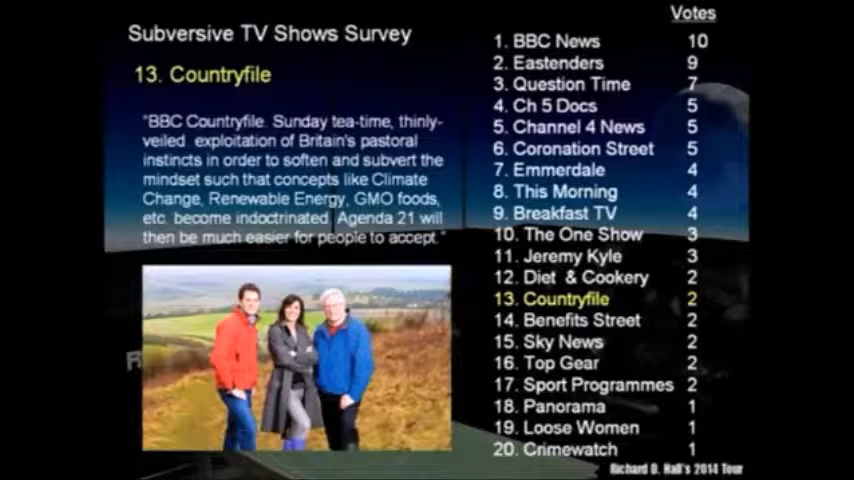 Subversive TV Shows Survey
13. Countryfile
"BBC Countryfile. Sunday tea-time, thinly-
veiled exploitation of Britain's pastoral
instincts in order to soften and subvert the
mindset such that concepts like Climate
Change, Renewable Energy, GMO foods,
etc. become indoctrinated. Agenda 21 will
then be much easier for people to accept."
Votes
1. BBC News 10
2. Eastenders 9
3. Question Time 7
4. Ch 5 Docs 5
5. Channel 4 News 5
6. Coronation Street 5
7. Emmerdale 4
8. This Morning 4
9. Breakfast TV 4
10. The One Show 3
11. Jeremy Kyle 3
12. Diet & Cookery 2
13. Countryfile 2
14. Benefits Street 2
15. Sky News 2
16. Top Gear 2
17. Sport Programmes 2
18. Panorama 1
19. Loose Women 1
20. Crimewatch 1
Richard D. Hall's 2014 Tour